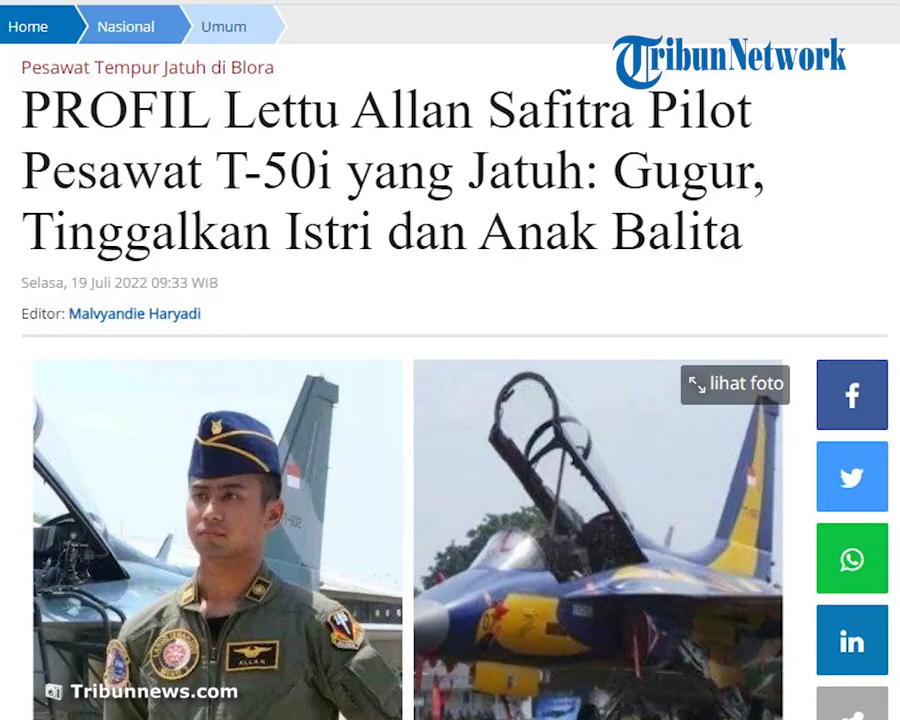 Home
Nasional
Umum
TribunNetwork
Pesawat Tempur Jatuh di Blora
PROFIL Lettu Allan Safitra Pilot
Pesawat T-50i yang Jatuh: Gugur,
Tinggalkan Istri dan Anak Balita
Selasa, 19 Juli 2022 09:33 WIB
Editor: Malvyandie Haryadi
lihat foto
ALLAN.
Tribunnews.com